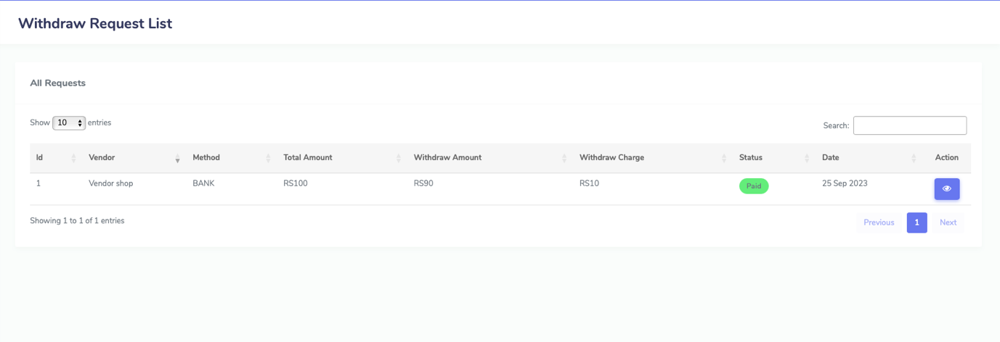 Withdraw Request List
All Requests
Show 10 entries
Search:
Id Vendor Method Total Amount Withdraw Amount Withdraw Charge Status Date Action
1 Vendor shop BANK RS100 RS90 RS10 Paid 25 Sep 2023
Showing 1 to 1 of 1 entries
Previous 1 Next